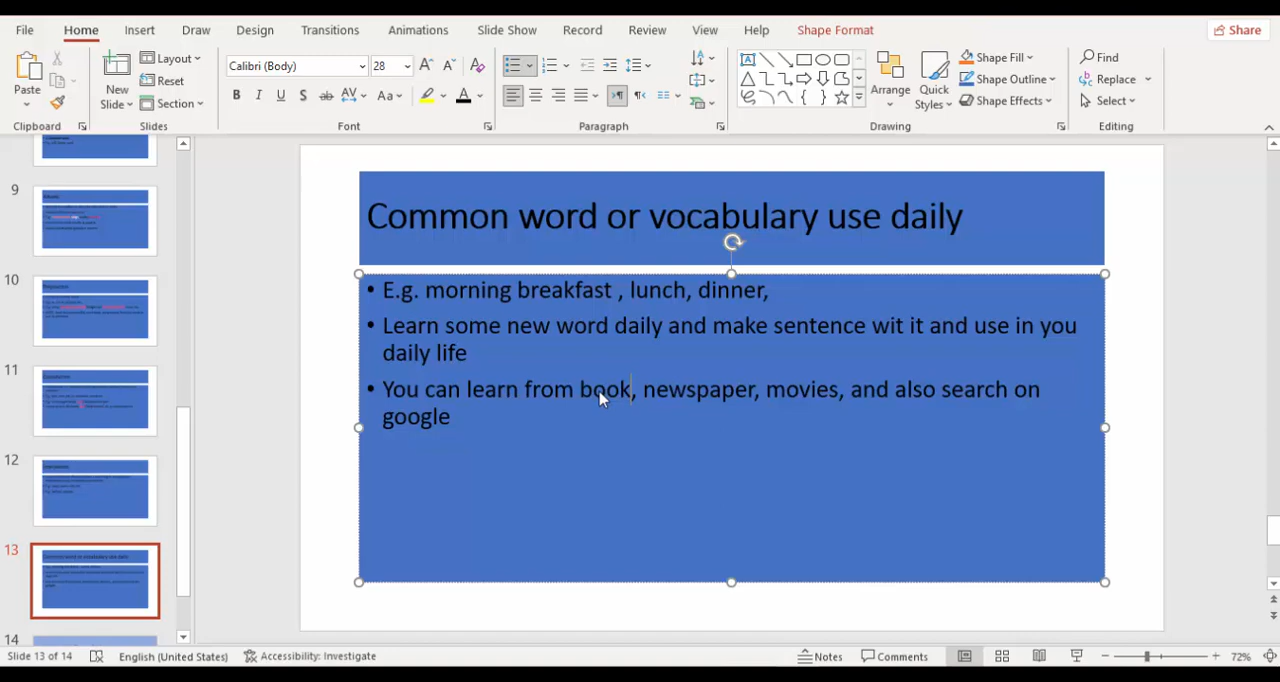 File Home Insert Draw Design Transitions Animations Slide Show Record Review View Help Shape Format Share
Paste New Slide Layout Reset Section Calibri (Body) 28 Shape Fill Shape Outline Shape Effects Arrange Quick Styles Find Replace Select
Clipboard Slides Font Paragraph Drawing Editing
9
10
11
12
13
14
Common word or vocabulary use daily
• E.g. morning breakfast , lunch, dinner,
• Learn some new word daily and make sentence wit it and use in you
daily life
• You can learn from book, newspaper, movies, and also search on
google
Slide 13 of 14 English (United States) Accessibility: Investigate Notes Comments 72%